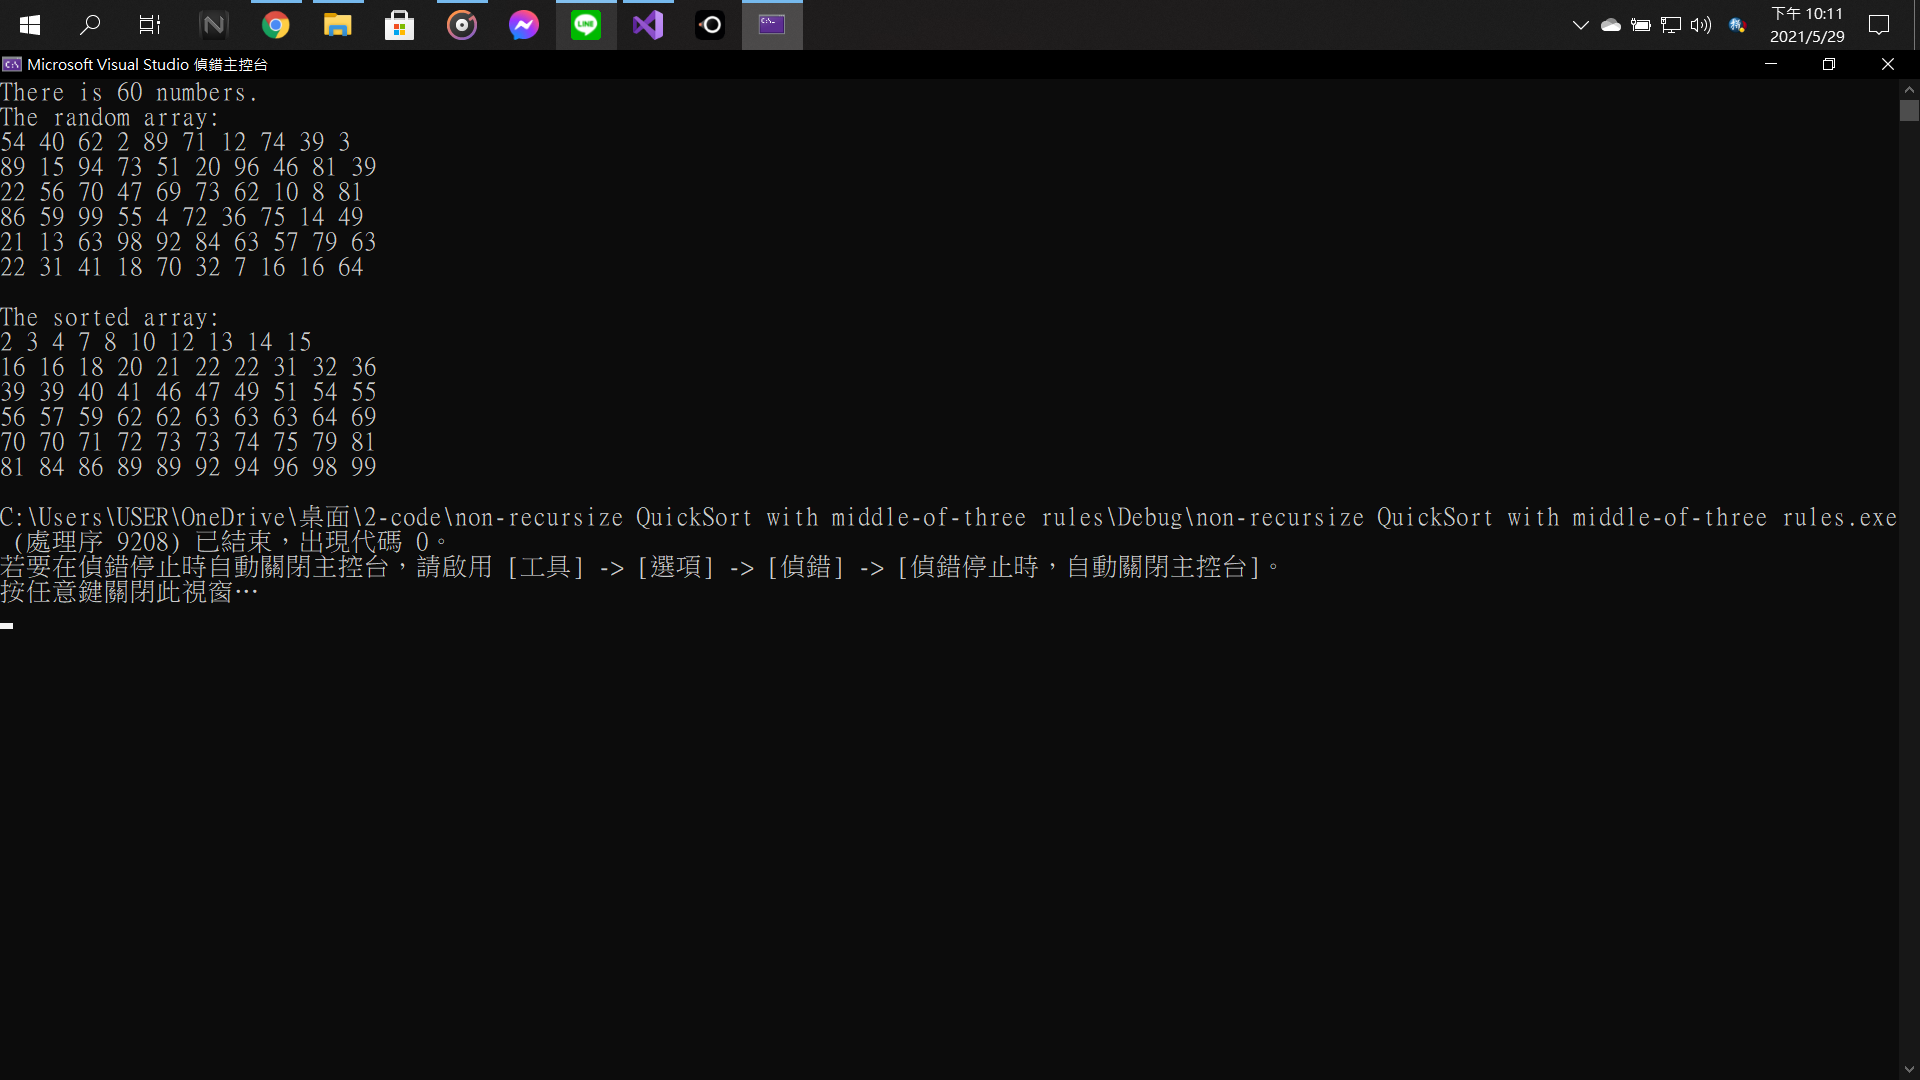 下午 10:11
2021/5/29
Microsoft Visual Studio 偵錯主控台
There is 60 numbers.
The random array:
54 40 62 2 89 71 12 74 39 3
89 15 94 73 51 20 96 46 81 39
22 56 70 47 69 73 62 10 8 81
86 59 99 55 4 72 36 75 14 49
21 13 63 98 92 84 63 57 79 63
22 31 41 18 70 32 7 16 16 64
The sorted array:
2 3 4 7 8 10 12 13 14 15
16 16 18 20 21 22 22 31 32 36
39 39 40 41 46 47 49 51 54 55
56 57 59 62 62 63 63 63 64 69
70 70 71 72 73 73 74 75 79 81
81 84 86 89 89 92 94 96 98 99
C:\Users\USER\OneDrive\桌面\2-code\non-recursize QuickSort with middle-of-three rules\Debug\non-recursize QuickSort with middle-of-three rules.exe
(處理序 9208) 已結束，出現代碼 0。
若要在偵錯停止時自動關閉主控台，請啟用 [工具] -> [選項] -> [偵錯] -> [偵錯停止時，自動關閉主控台]。
按任意鍵關閉此視窗…